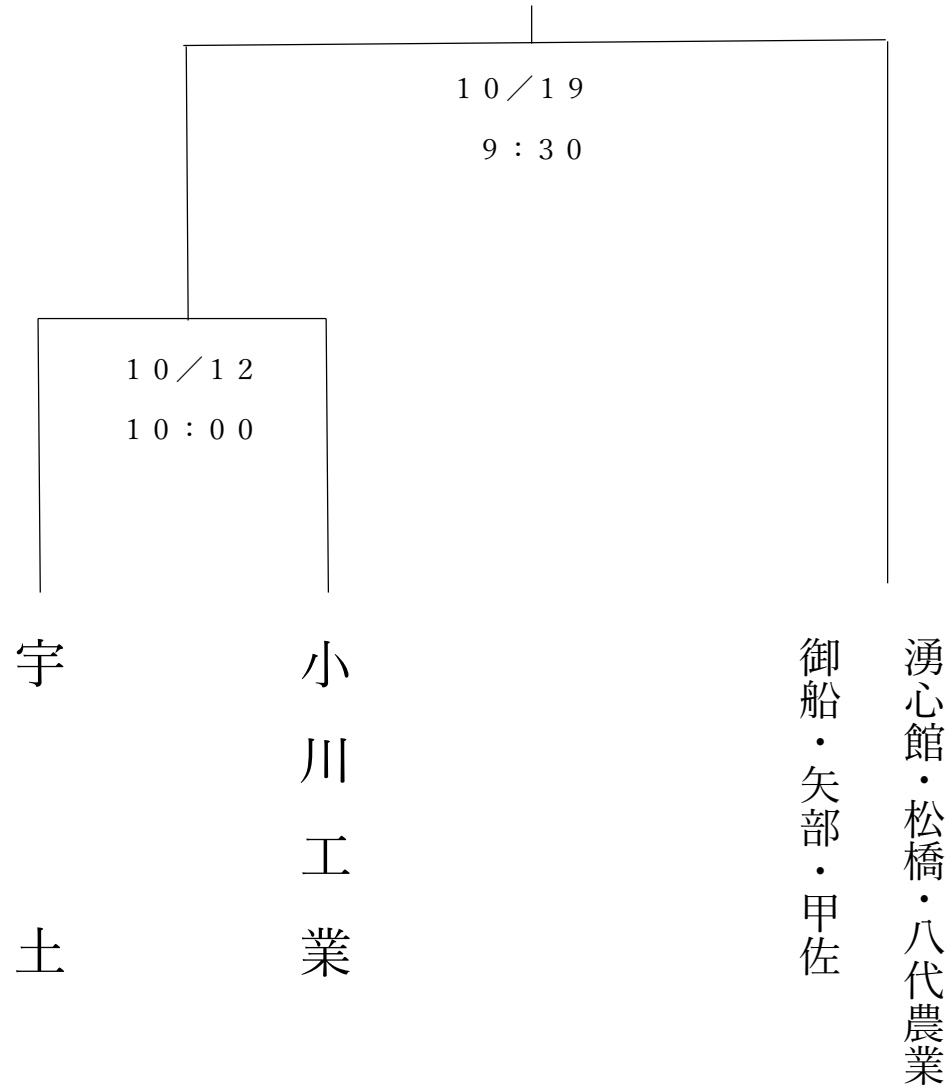 １０／１９
９：３０
１０／１２
１０：００
宇土
小川工業
湧心館・松橋・八代農業
御船・矢部・甲佐